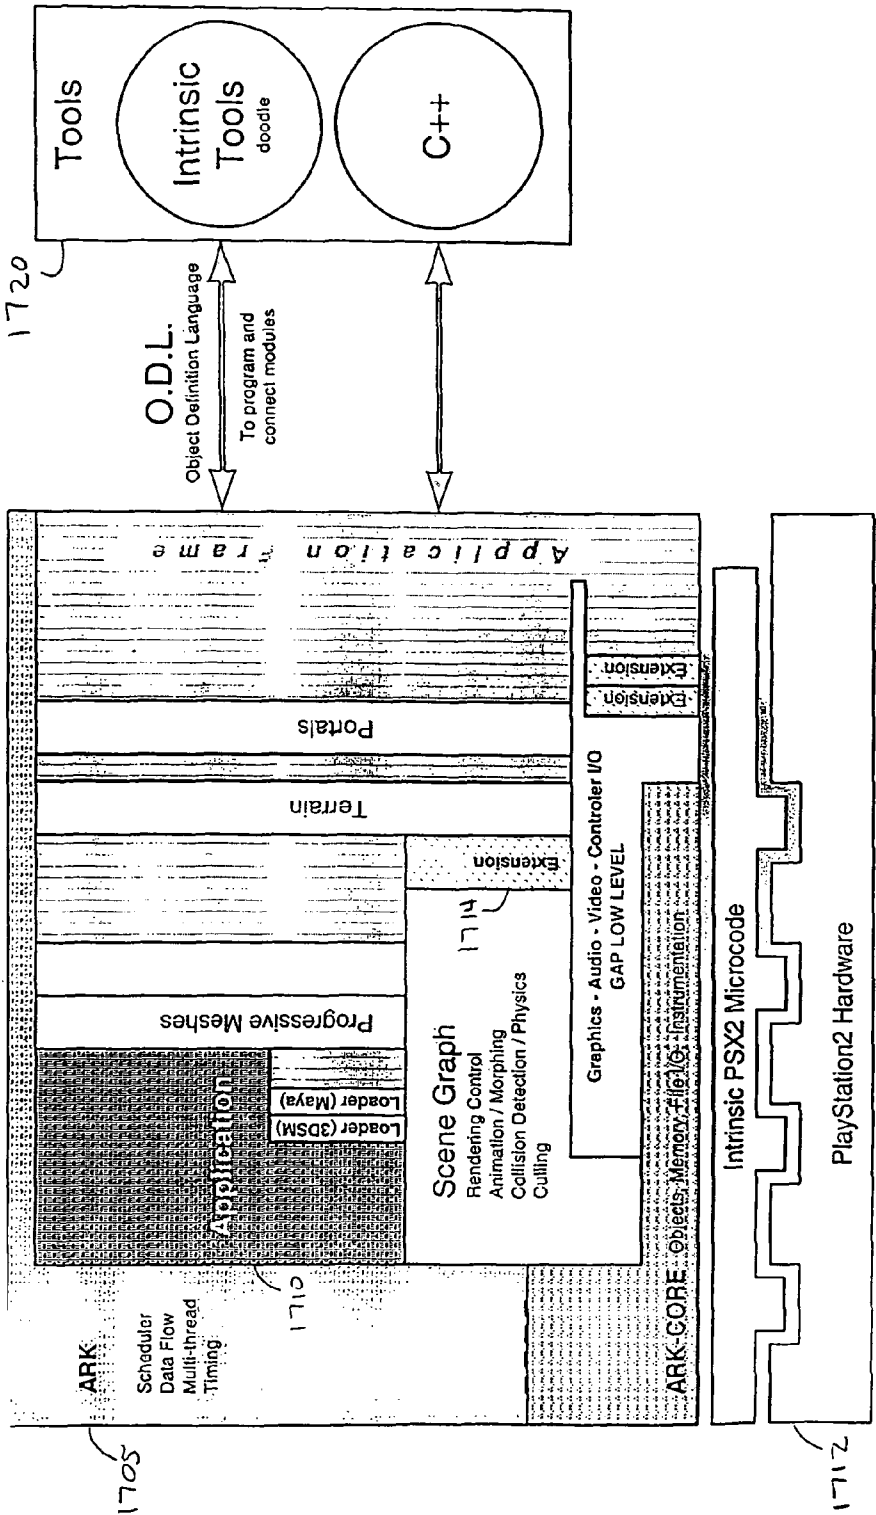 1705
ARK
Scheduler
Data Flow
Multi-thread
Timing
1710
Application
Loader (3DSM)
Loader (Maya)
Progressive Meshes
Terrain
Portals
Application Frame
Scene Graph
Rendering Control
Animation / Morphing
Collision Detection / Physics
Culling
1714
Extension
Graphics - Audio - Video - Controler I/O
GAP LOW LEVEL
Extension
Extension
ARK-CORE Objects, Memory, File I/O, Instrumentation
Intrinsic PSX2 Microcode
PlayStation2 Hardware
1712
O.D.L.
Object Definition Language
To program and
connect modules
1720
Tools
Intrinsic
Tools
doodle
C++